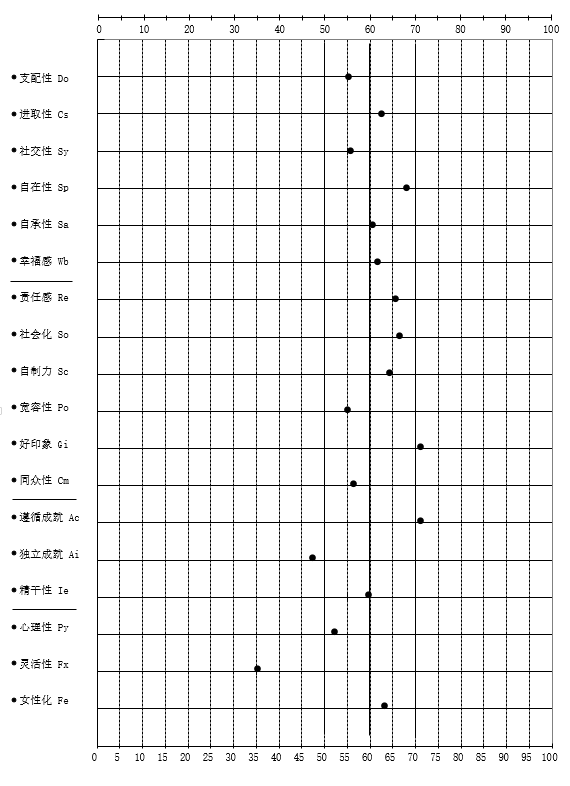 0 10 20 30 40 50 60 70 80 90 100
支配性 Do
进取性 Cs
社交性 Sy
自在性 Sp
自承性 Sa
幸福感 Wb
责任感 Re
社会化 So
自制力 Sc
宽容性 Po
好印象 Gi
同众性 Cm
遵循成就 Ac
独立成就 Ai
精干性 Ie
心理性 Py
灵活性 Fx
女性化 Fe
0 5 10 15 20 25 30 35 40 45 50 55 60 65 70 75 80 85 90 95 100